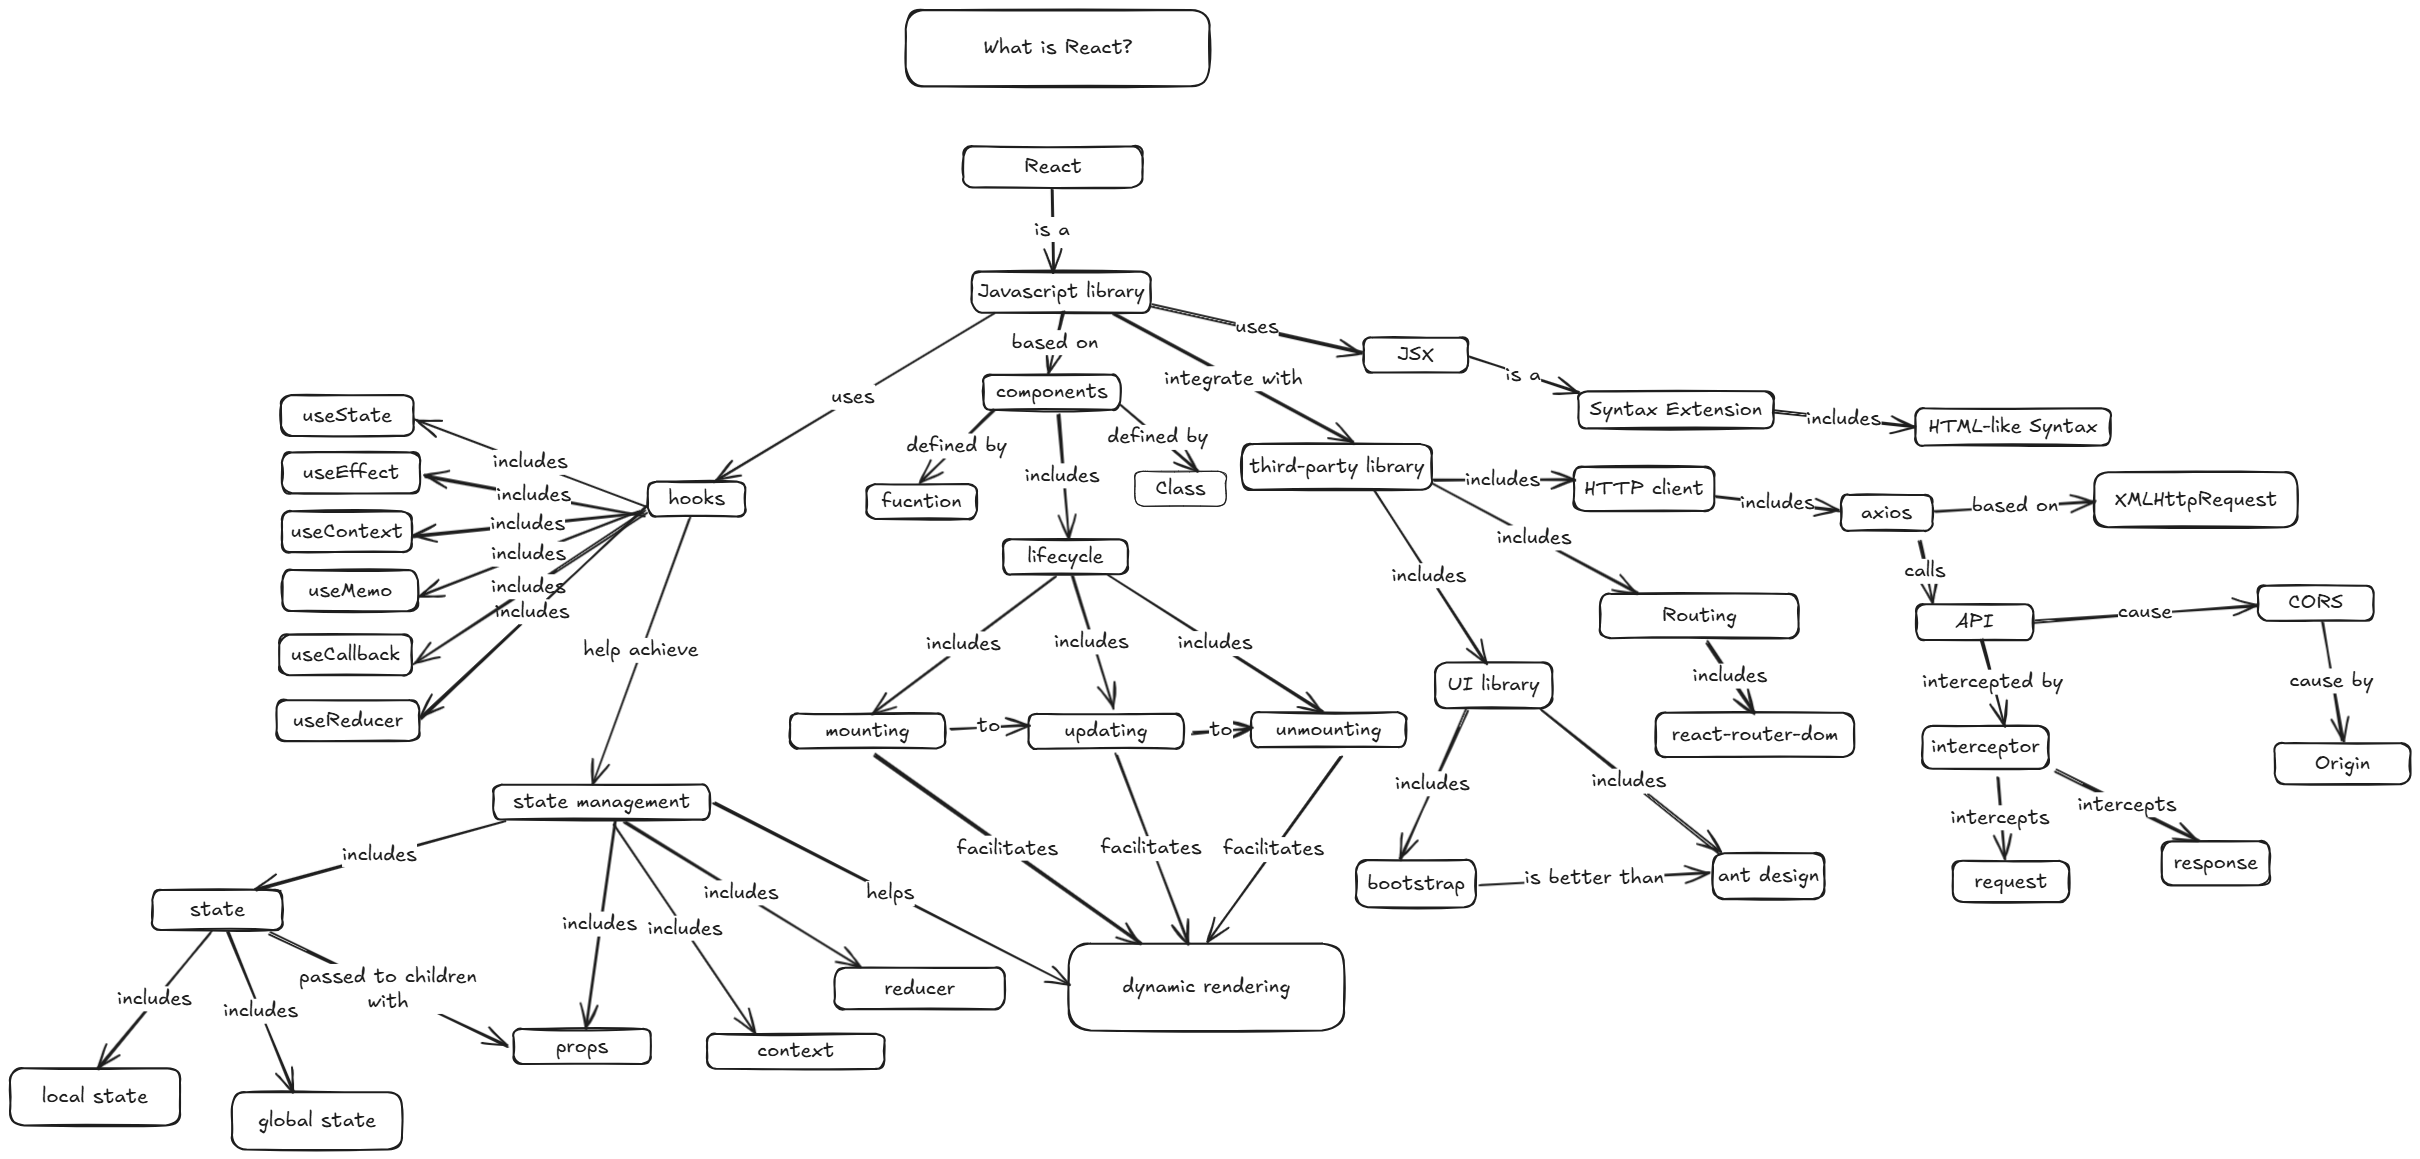 What is React?
React
is a
Javascript library
uses
based on
integrate with
uses
JSX
is a
Syntax Extension
includes
HTML-like Syntax
components
defined by
fucntion
includes
defined by
Class
hooks
includes
useState
includes
useEffect
includes
useContext
includes
useMemo
includes
useCallback
includes
useReducer
help achieve
state management
includes
state
includes
local state
includes
global state
passed to children
with
includes
props
includes
context
includes
reducer
helps
lifecycle
includes
includes
includes
mounting
to
updating
to
unmounting
facilitates
facilitates
facilitates
dynamic rendering
third-party library
includes
HTTP client
includes
axios
based on
XMLHttpRequest
calls
API
cause
CORS
cause by
Origin
intercepted by
interceptor
intercepts
request
intercepts
response
includes
Routing
includes
react-router-dom
includes
UI library
includes
bootstrap
is better than
includes
ant design